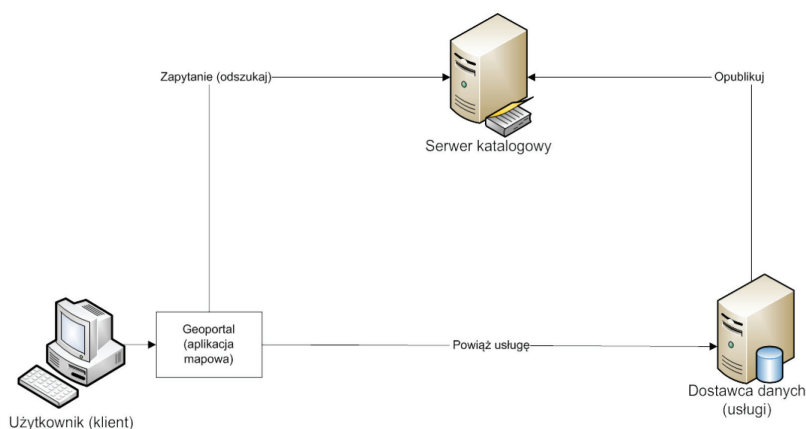 Zapytanie (odszukaj)
Opublikuj
Serwer katalogowy
Geoportal
(aplikacja
mapowa)
Powiąż usługę
Dostawca danych
(usługi)
Użytkownik (klient)